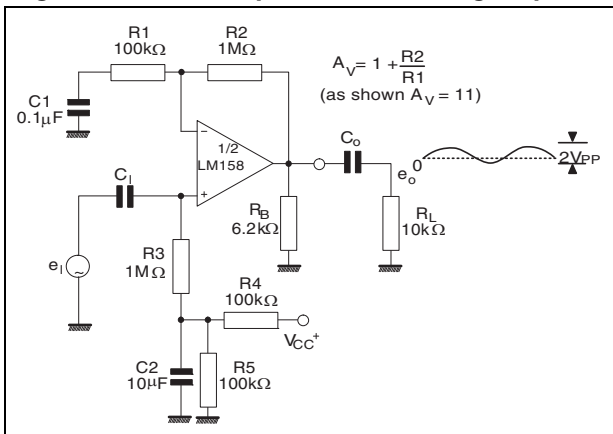 R1
100kΩ
R2
1MΩ
A_V = 1 + R2/R1
(as shown A_V = 11)
C1
0.1μF
1/2
LM158
−
+
C_I
C_o
e_o
0
2V_PP
R_B
6.2kΩ
R_L
10kΩ
R3
1MΩ
e_I
~
R4
100kΩ
V_CC+
C2
10μF
R5
100kΩ